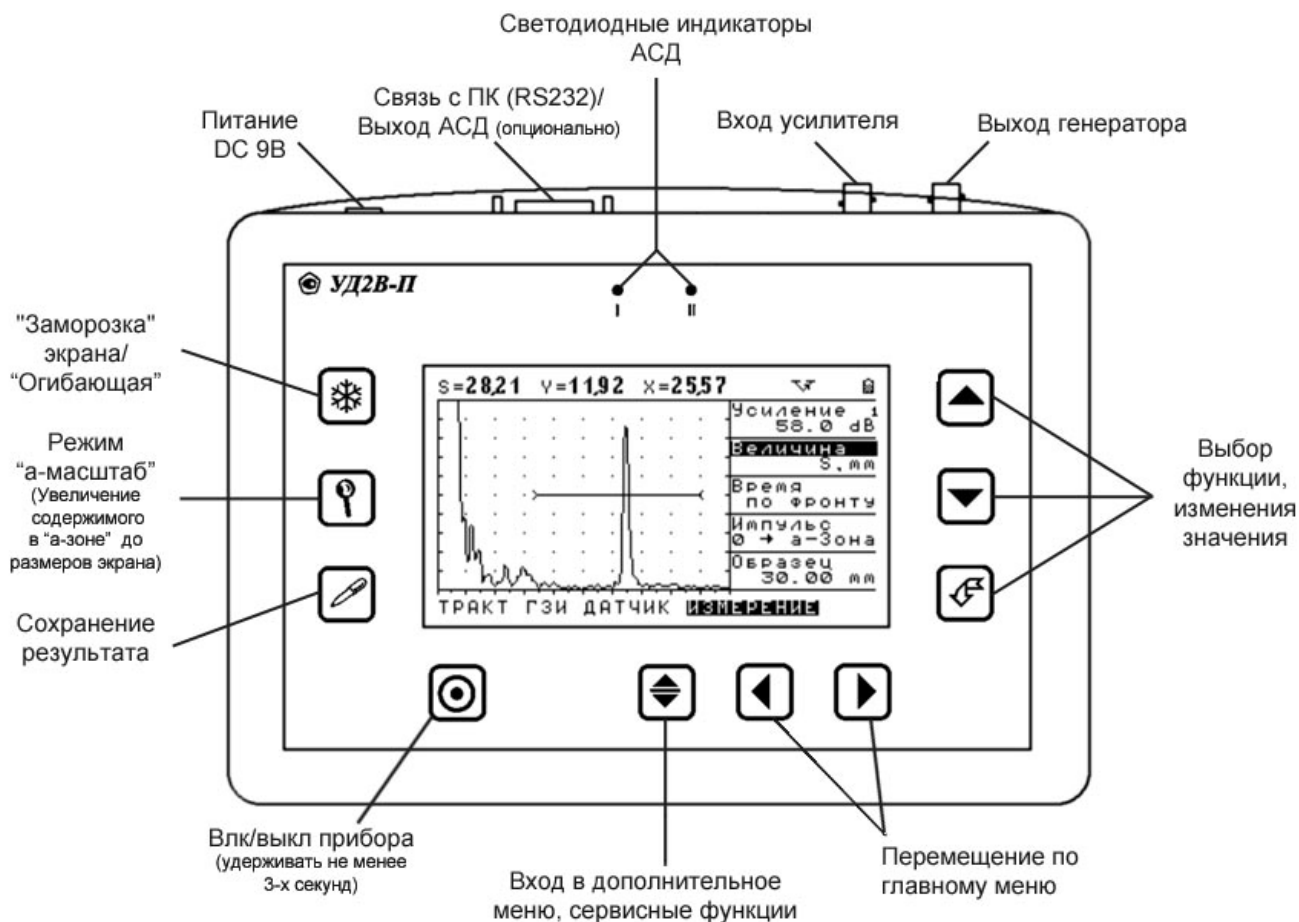 Светодиодные индикаторы
АСД
Связь с ПК (RS232)/
Выход АСД (опционально)
Питание
DC 9В
Вход усилителя
Выход генератора
УД2В-П
I
II
"Заморозка"
экрана/
“Огибающая”
Режим
“а-масштаб”
(Увеличение
содержимого
в “а-зоне” до
размеров экрана)
Сохранение
результата
S=28,21 Y=11,92 X=25,57
Усиление 1
58.0 dB
Величина
S, mm
Время
по фронту
Импульс
0 → а-Зона
Образец
30.00 mm
ТРАКТ ГЗИ ДАТЧИК ИЗМЕРЕНИЕ
Выбор
функции,
изменения
значения
Влк/выкл прибора
(удерживать не менее
3-х секунд)
Вход в дополнительное
меню, сервисные функции
Перемещение по
главному меню